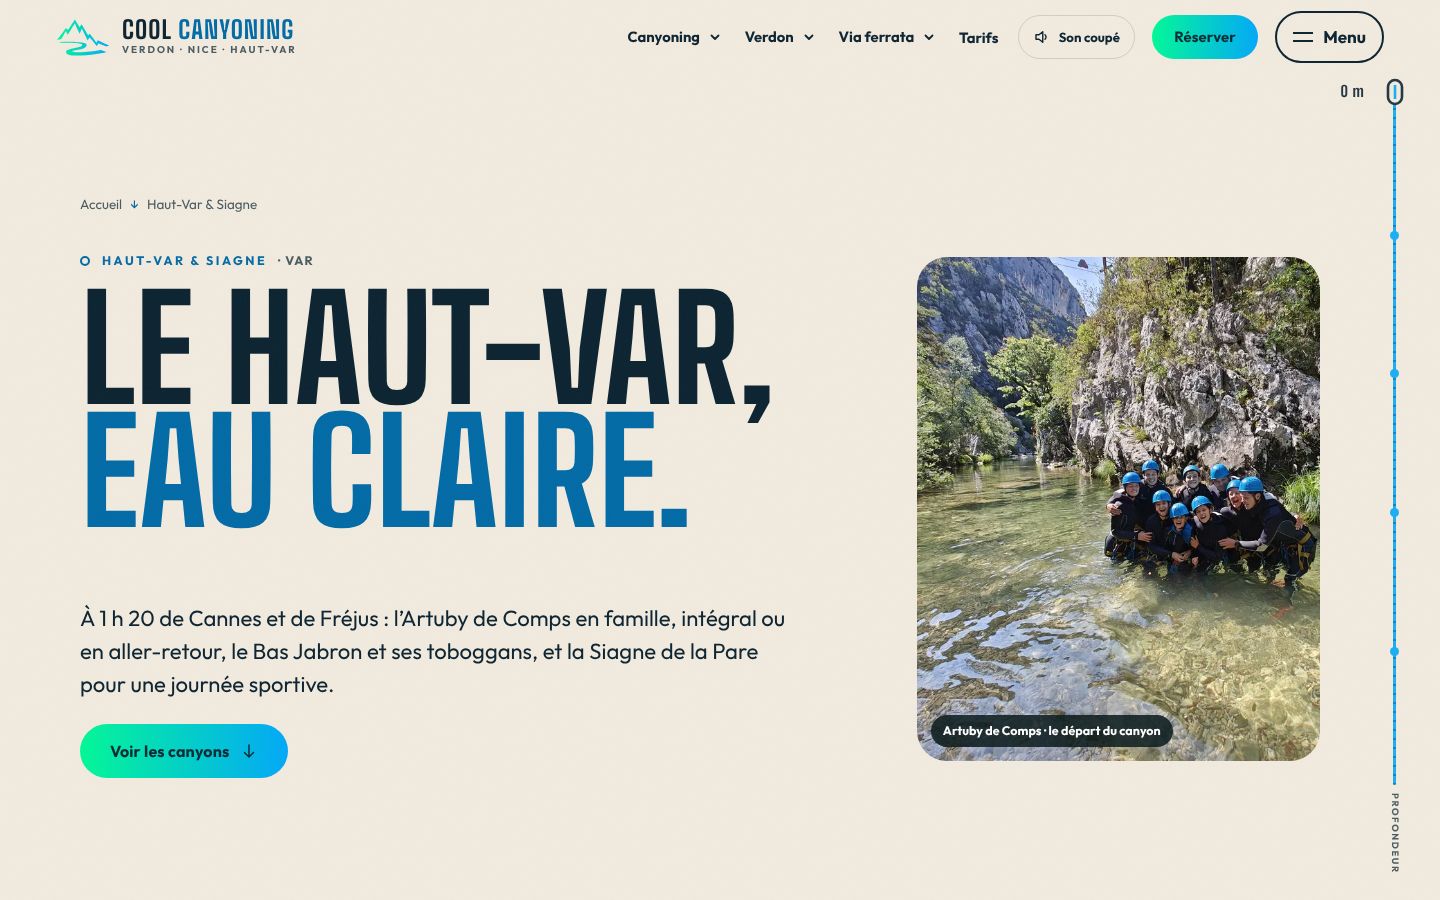 COOL CANYONING
VERDON · NICE · HAUT-VAR
Canyoning
Verdon
Via ferrata
Tarifs
Son coupé
Réserver
Menu
0 m
Accueil ↓ Haut-Var & Siagne
HAUT-VAR & SIAGNE · VAR
LE HAUT-VAR,
EAU CLAIRE.
À 1 h 20 de Cannes et de Fréjus : l’Artuby de Comps en famille, intégral ou
en aller-retour, le Bas Jabron et ses toboggans, et la Siagne de la Pare
pour une journée sportive.
Voir les canyons ↓
Artuby de Comps · le départ du canyon
PROFONDEUR